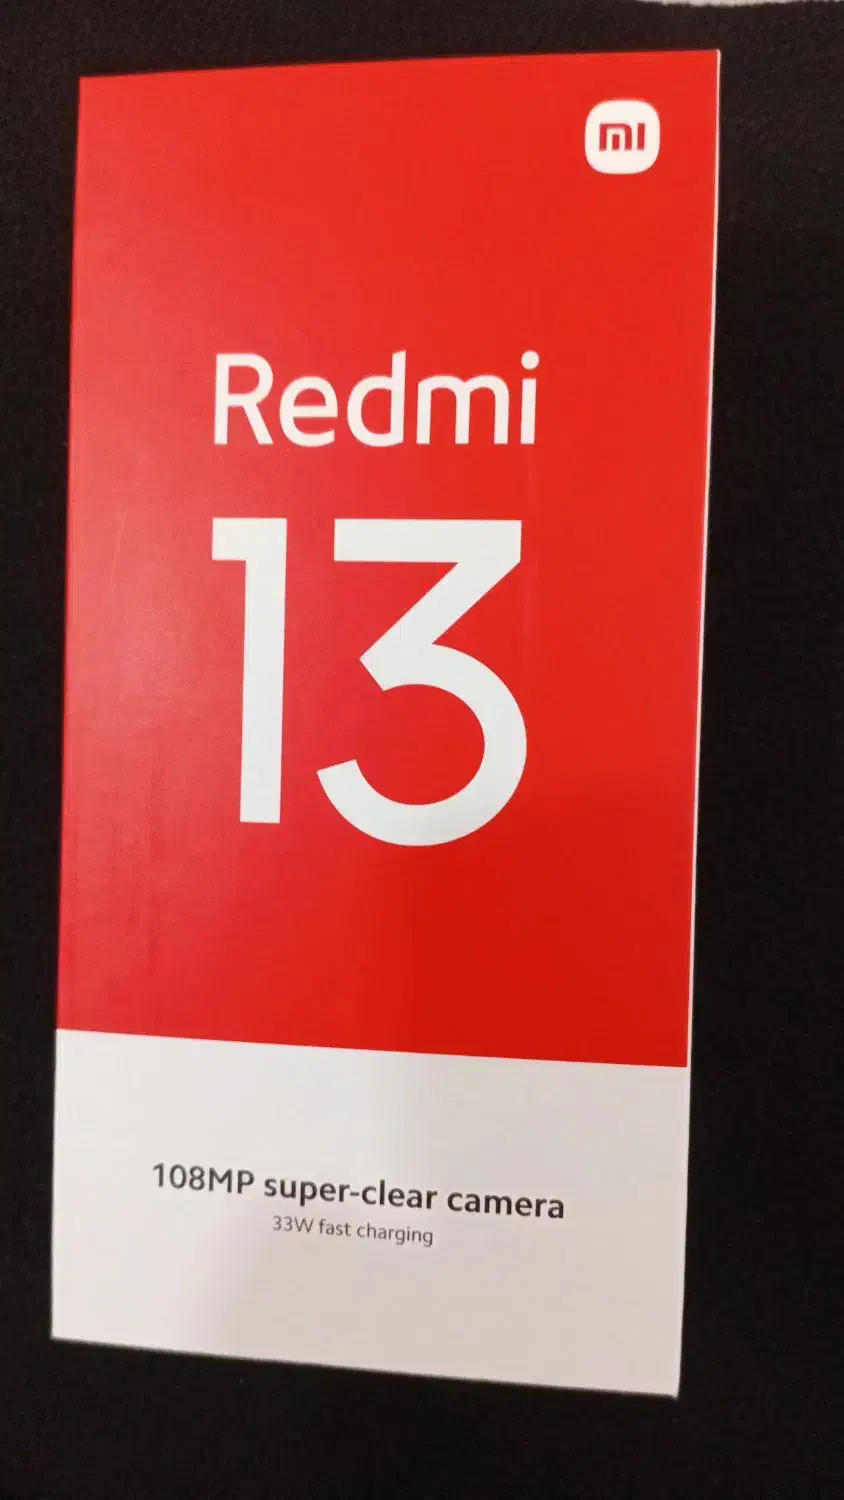 mi
Redmi
13
108MP super-clear camera
33W fast charging